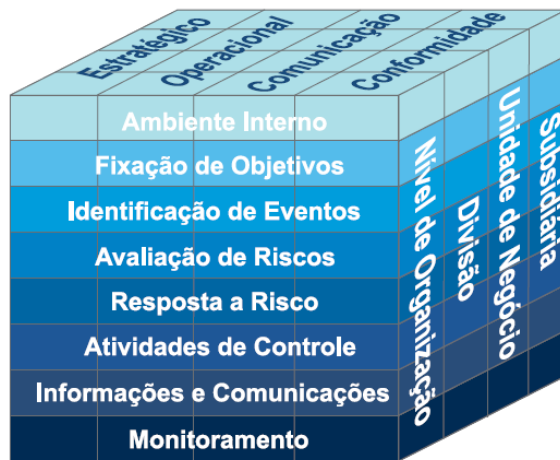 Estratégico
Operacional
Comunicação
Conformidade
Ambiente Interno
Fixação de Objetivos
Identificação de Eventos
Avaliação de Riscos
Resposta a Risco
Atividades de Controle
Informações e Comunicações
Monitoramento
Nível de Organização
Divisão
Unidade de Negócio
Subsidiária